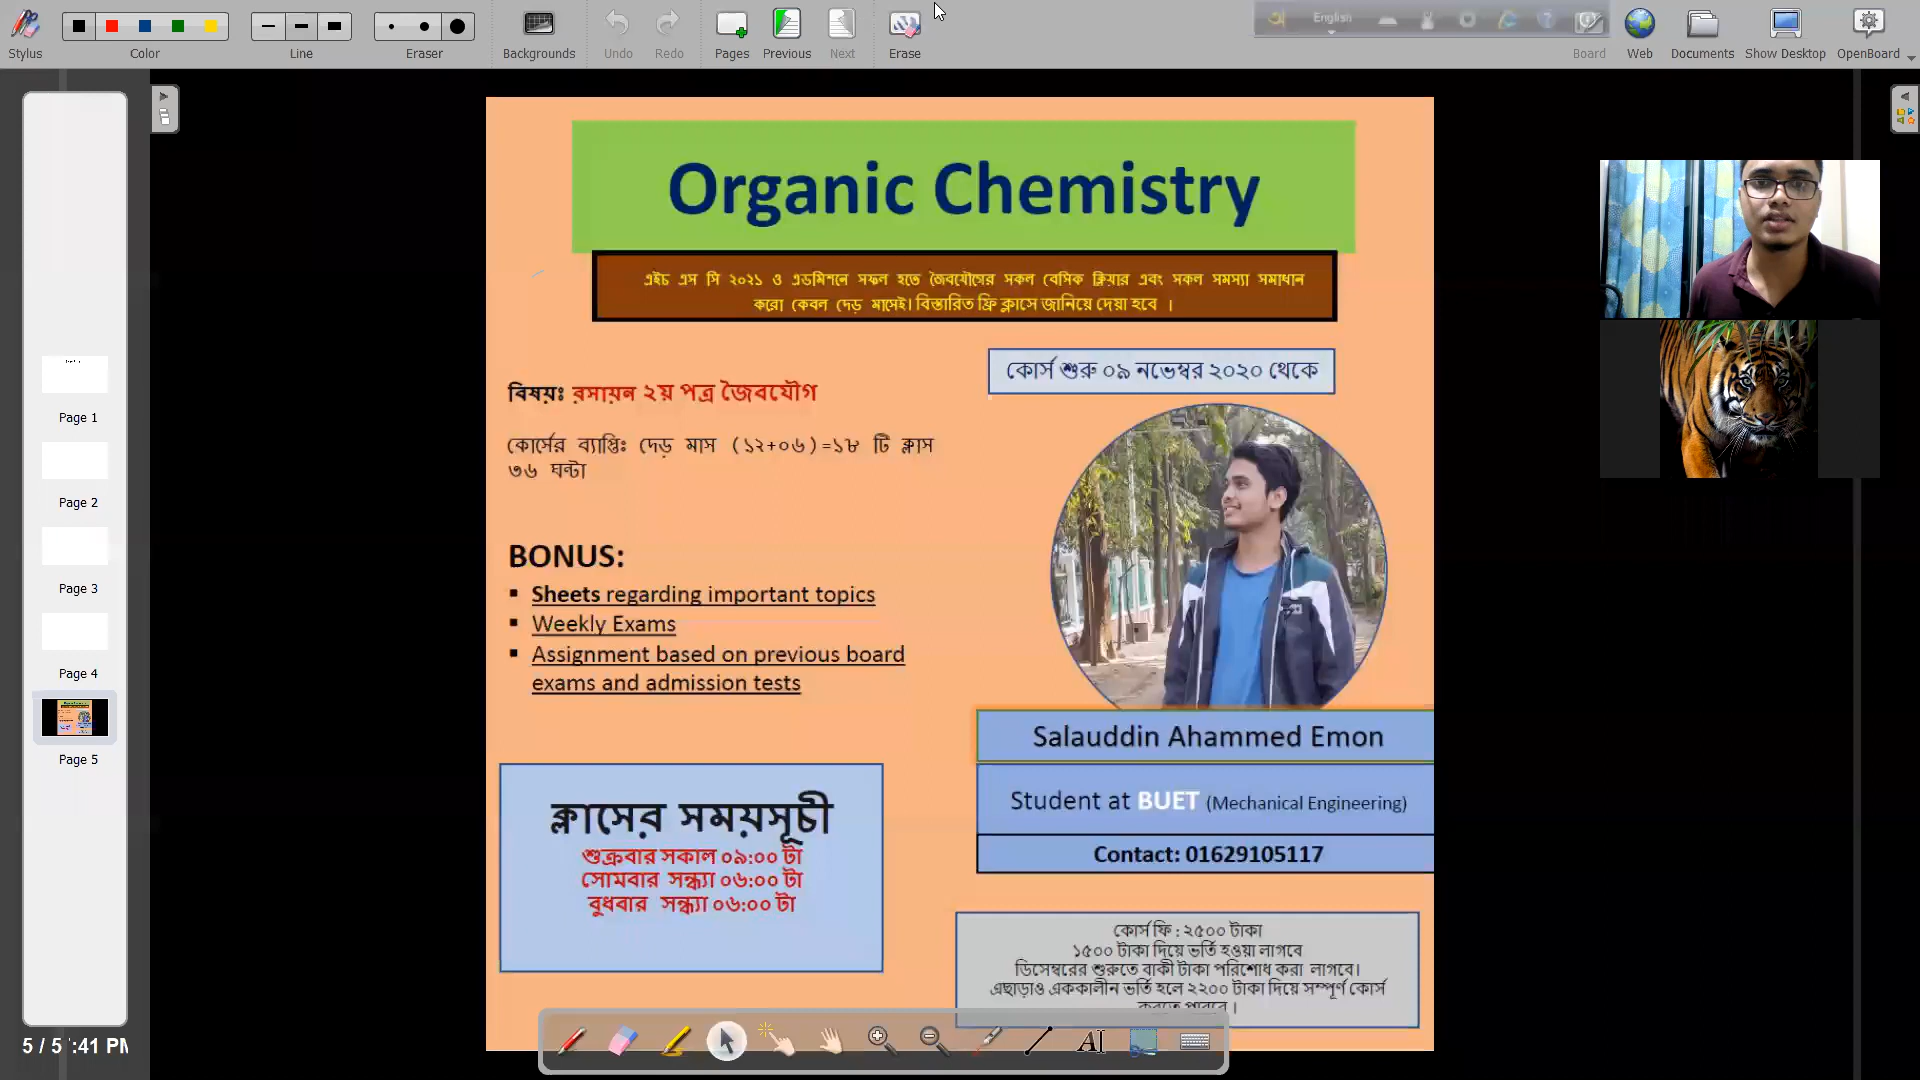 Stylus
Color
Line
Eraser
Backgrounds
Undo
Redo
Pages
Previous
Next
Erase
English
Board
Web
Documents
Show Desktop
OpenBoard
Page 1
Page 2
Page 3
Page 4
Page 5
5 / 5
:41 PM
Organic Chemistry
এইচ এস সি ২০২১ ও এডমিশনে সফল হতে জৈবযৌগের সকল বেসিক ক্লিয়ার এবং সকল সমস্যা সমাধান
করো কেবল দেড় মাসেই। বিস্তারিত ফ্রি ক্লাসে জানিয়ে দেয়া হবে ।
কোর্স শুরু ০৯ নভেম্বর ২০২০ থেকে
বিষয়ঃ রসায়ন ২য় পত্র জৈবযৌগ
কোর্সের ব্যাপ্তিঃ দেড় মাস (১২+০৬)=১৮ টি ক্লাস
৩৬ ঘন্টা
BONUS:
▪ Sheets regarding important topics
▪ Weekly Exams
▪ Assignment based on previous board
exams and admission tests
Salauddin Ahammed Emon
Student at BUET (Mechanical Engineering)
Contact: 01629105117
ক্লাসের সময়সূচী
শুক্রবার সকাল ০৯:০০ টা
সোমবার সন্ধ্যা ০৬:০০ টা
বুধবার সন্ধ্যা ০৬:০০ টা
কোর্স ফি : ২৫০০ টাকা
১৫০০ টাকা দিয়ে ভর্তি হওয়া লাগবে
ডিসেম্বরের শুরুতে বাকী টাকা পরিশোধ করা লাগবে।
এছাড়াও এককালীন ভর্তি হলে ২২০০ টাকা দিয়ে সম্পূর্ণ কোর্স
করতে পারবে ।